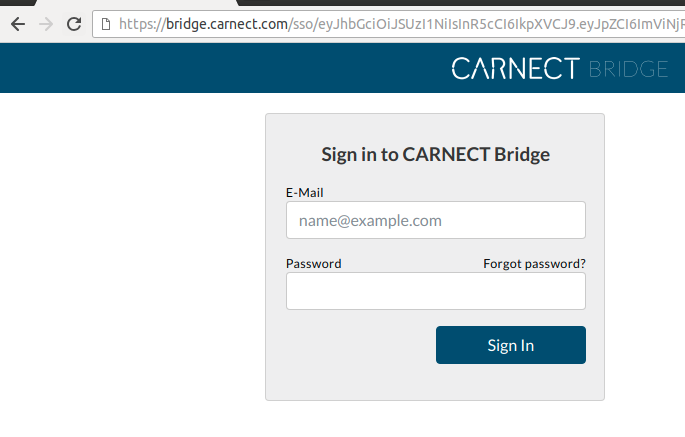 https://bridge.carnect.com/sso/eyJhbGciOiJSUzI1NiIsInR5cCI6IkpXVCJ9.eyJpZCI6ImViNjR
CARNECT BRIDGE
Sign in to CARNECT Bridge
E-Mail
name@example.com
Password Forgot password?
Sign In